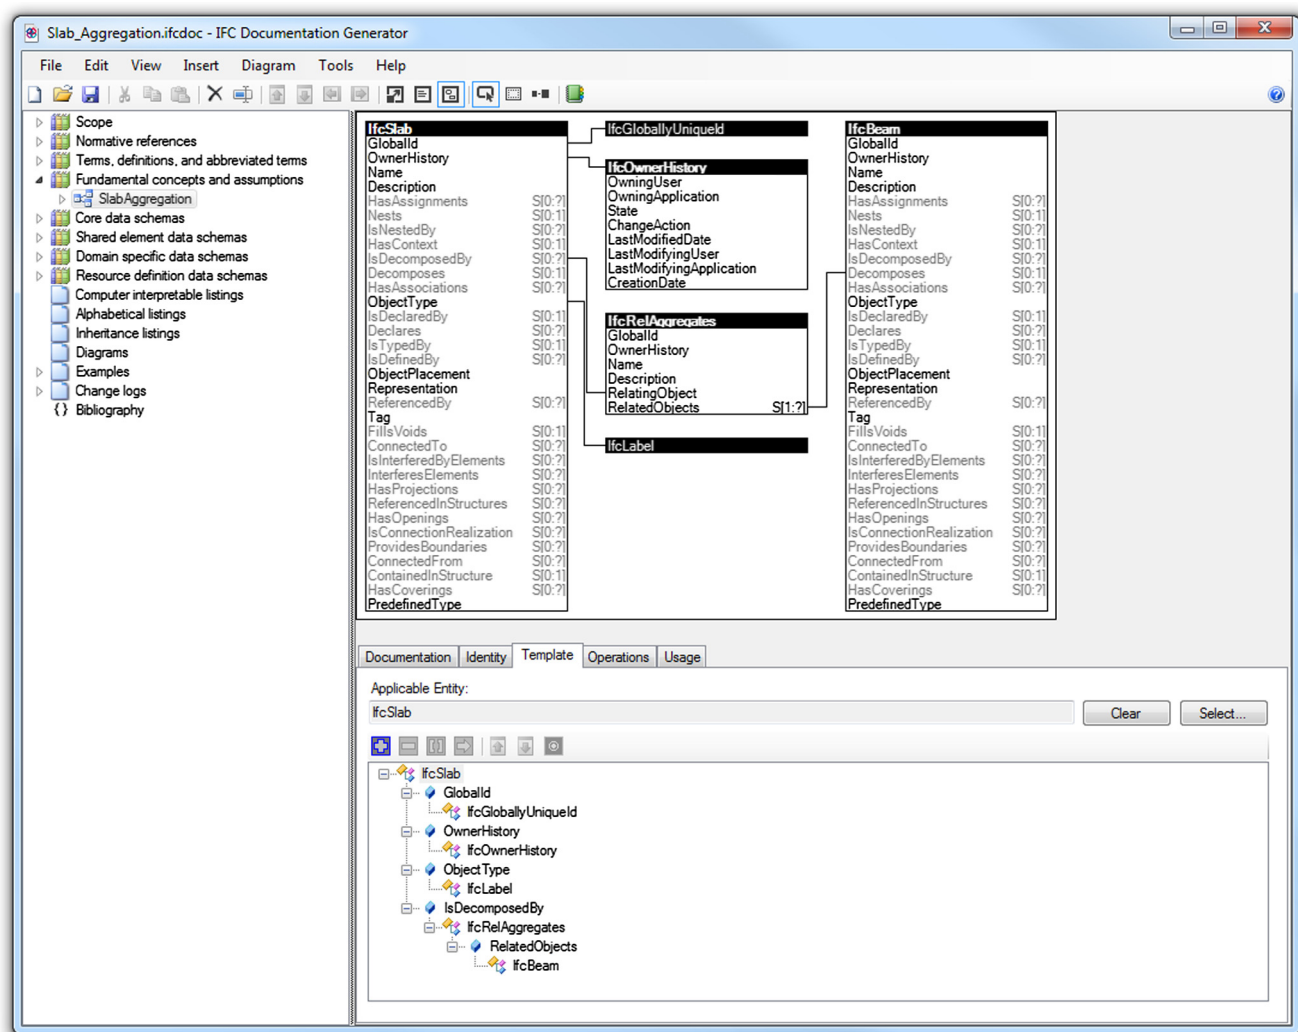 Slab_Aggregation.ifcdoc - IFC Documentation Generator
File Edit View Insert Diagram Tools Help
Scope
Normative references
Terms, definitions, and abbreviated terms
Fundamental concepts and assumptions
SlabAggregation
Core data schemas
Shared element data schemas
Domain specific data schemas
Resource definition data schemas
Computer interpretable listings
Alphabetical listings
Inheritance listings
Diagrams
Examples
Change logs
{} Bibliography
IfcSlab
GlobalId
OwnerHistory
Name
Description
HasAssignments S[0:?]
Nests S[0:1]
IsNestedBy S[0:?]
HasContext S[0:1]
IsDecomposedBy S[0:?]
Decomposes S[0:1]
HasAssociations S[0:?]
ObjectType
IsDeclaredBy S[0:1]
Declares S[0:?]
IsTypedBy S[0:1]
IsDefinedBy S[0:?]
ObjectPlacement
Representation
ReferencedBy S[0:?]
Tag
FillsVoids S[0:1]
ConnectedTo S[0:?]
IsInterferedByElements S[0:?]
InterferesElements S[0:?]
HasProjections S[0:?]
ReferencedInStructures S[0:?]
HasOpenings S[0:?]
IsConnectionRealization S[0:?]
ProvidesBoundaries S[0:?]
ConnectedFrom S[0:?]
ContainedInStructure S[0:1]
HasCoverings S[0:?]
PredefinedType
IfcGloballyUniqueId
IfcOwnerHistory
OwningUser
OwningApplication
State
ChangeAction
LastModifiedDate
LastModifyingUser
LastModifyingApplication
CreationDate
IfcRelAggregates
GlobalId
OwnerHistory
Name
Description
RelatingObject
RelatedObjects S[1:?]
IfcLabel
IfcBeam
GlobalId
OwnerHistory
Name
Description
HasAssignments S[0:?]
Nests S[0:1]
IsNestedBy S[0:?]
HasContext S[0:1]
IsDecomposedBy S[0:?]
Decomposes S[0:1]
HasAssociations S[0:?]
ObjectType
IsDeclaredBy S[0:1]
Declares S[0:?]
IsTypedBy S[0:1]
IsDefinedBy S[0:?]
ObjectPlacement
Representation
ReferencedBy S[0:?]
Tag
FillsVoids S[0:1]
ConnectedTo S[0:?]
IsInterferedByElements S[0:?]
InterferesElements S[0:?]
HasProjections S[0:?]
ReferencedInStructures S[0:?]
HasOpenings S[0:?]
IsConnectionRealization S[0:?]
ProvidesBoundaries S[0:?]
ConnectedFrom S[0:?]
ContainedInStructure S[0:1]
HasCoverings S[0:?]
PredefinedType
Documentation Identity Template Operations Usage
Applicable Entity:
IfcSlab Clear Select...
IfcSlab
GlobalId
IfcGloballyUniqueId
OwnerHistory
IfcOwnerHistory
ObjectType
IfcLabel
IsDecomposedBy
IfcRelAggregates
RelatedObjects
IfcBeam